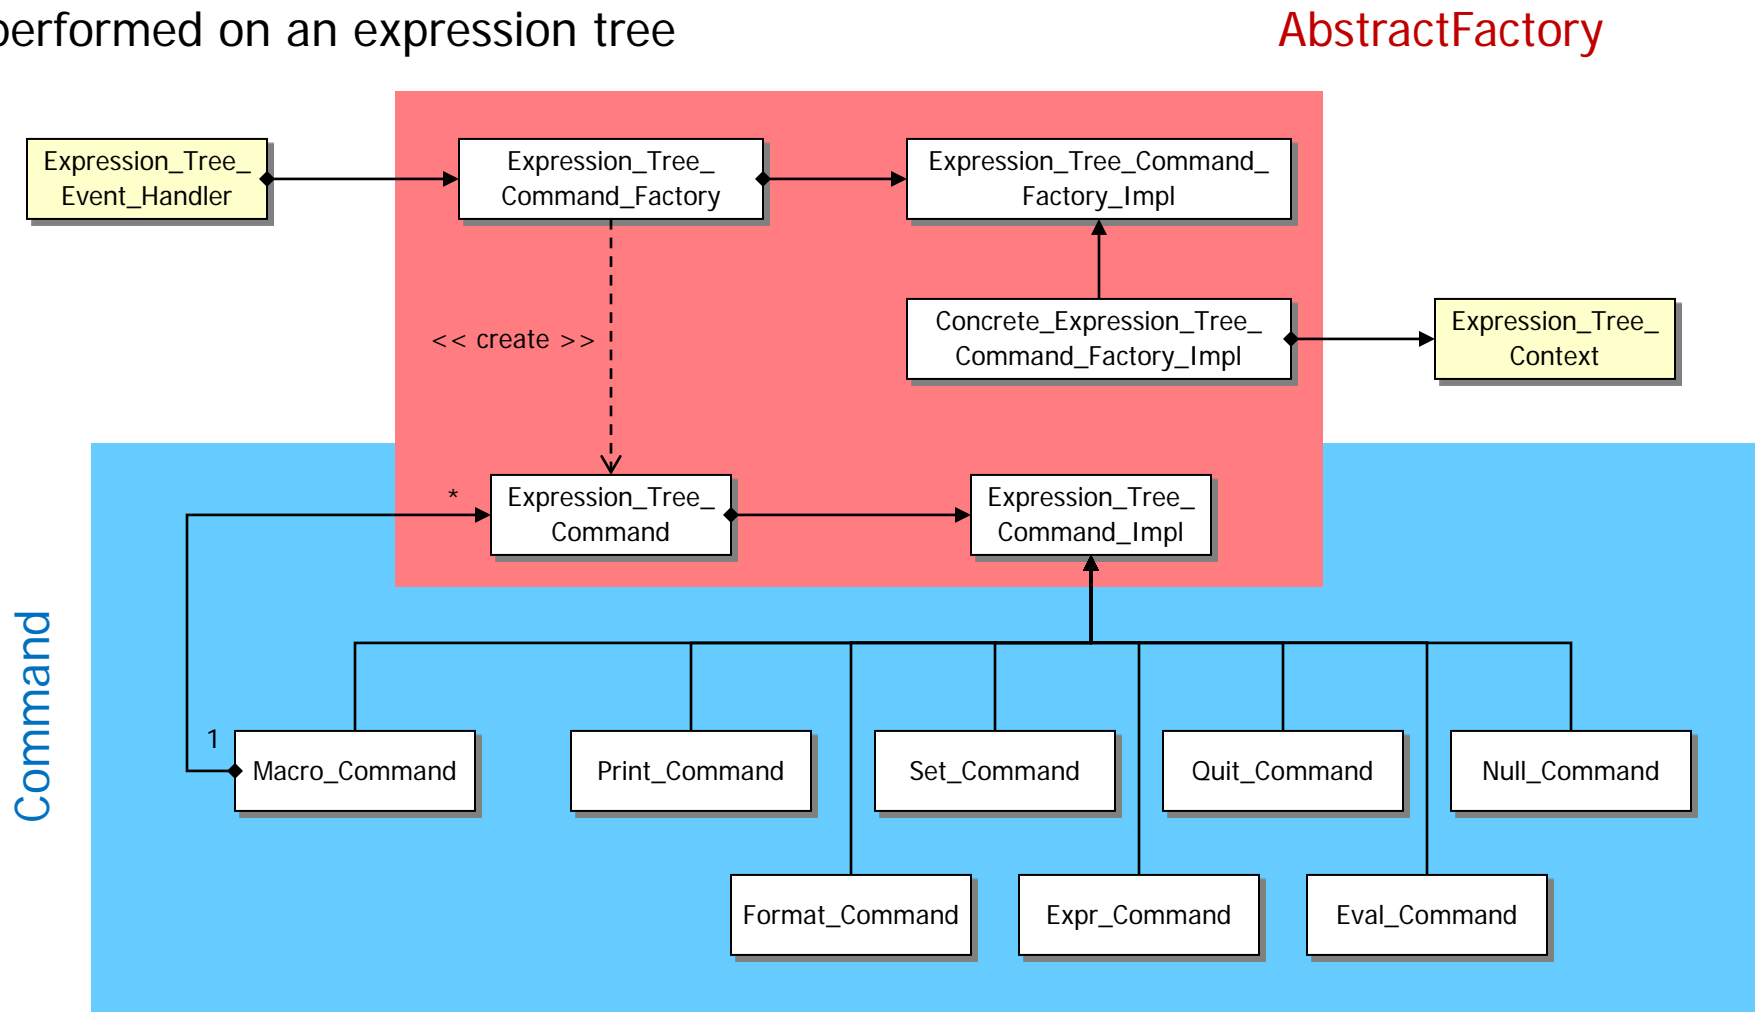 performed on an expression tree
AbstractFactory
Expression_Tree_
Event_Handler
Expression_Tree_
Command_Factory
Expression_Tree_Command_
Factory_Impl
<< create >>
Concrete_Expression_Tree_
Command_Factory_Impl
Expression_Tree_
Context
*
Expression_Tree_
Command
Expression_Tree_
Command_Impl
Command
1
Macro_Command
Print_Command
Set_Command
Quit_Command
Null_Command
Format_Command
Expr_Command
Eval_Command